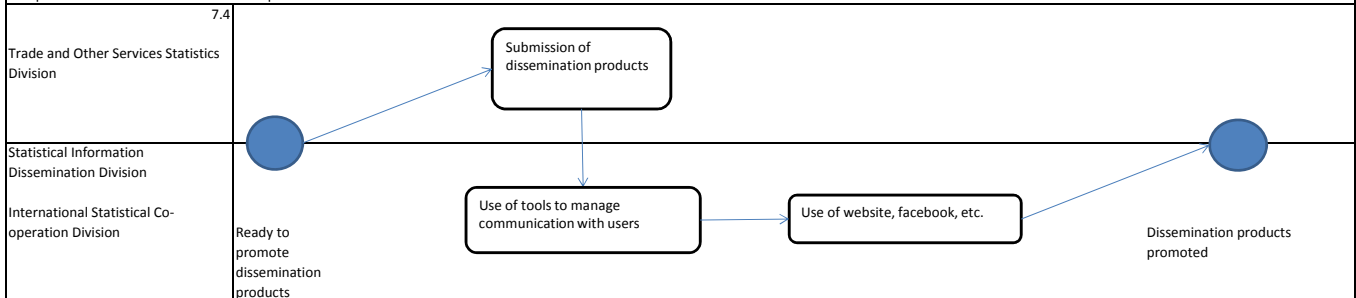 7.4
Trade and Other Services Statistics
Division
Submission of
dissemination products
Statistical Information
Dissemination Division
International Statistical Co-
operation Division
Use of tools to manage
communication with users
Use of website, facebook, etc.
Ready to
promote
dissemination
products
Dissemination products
promoted